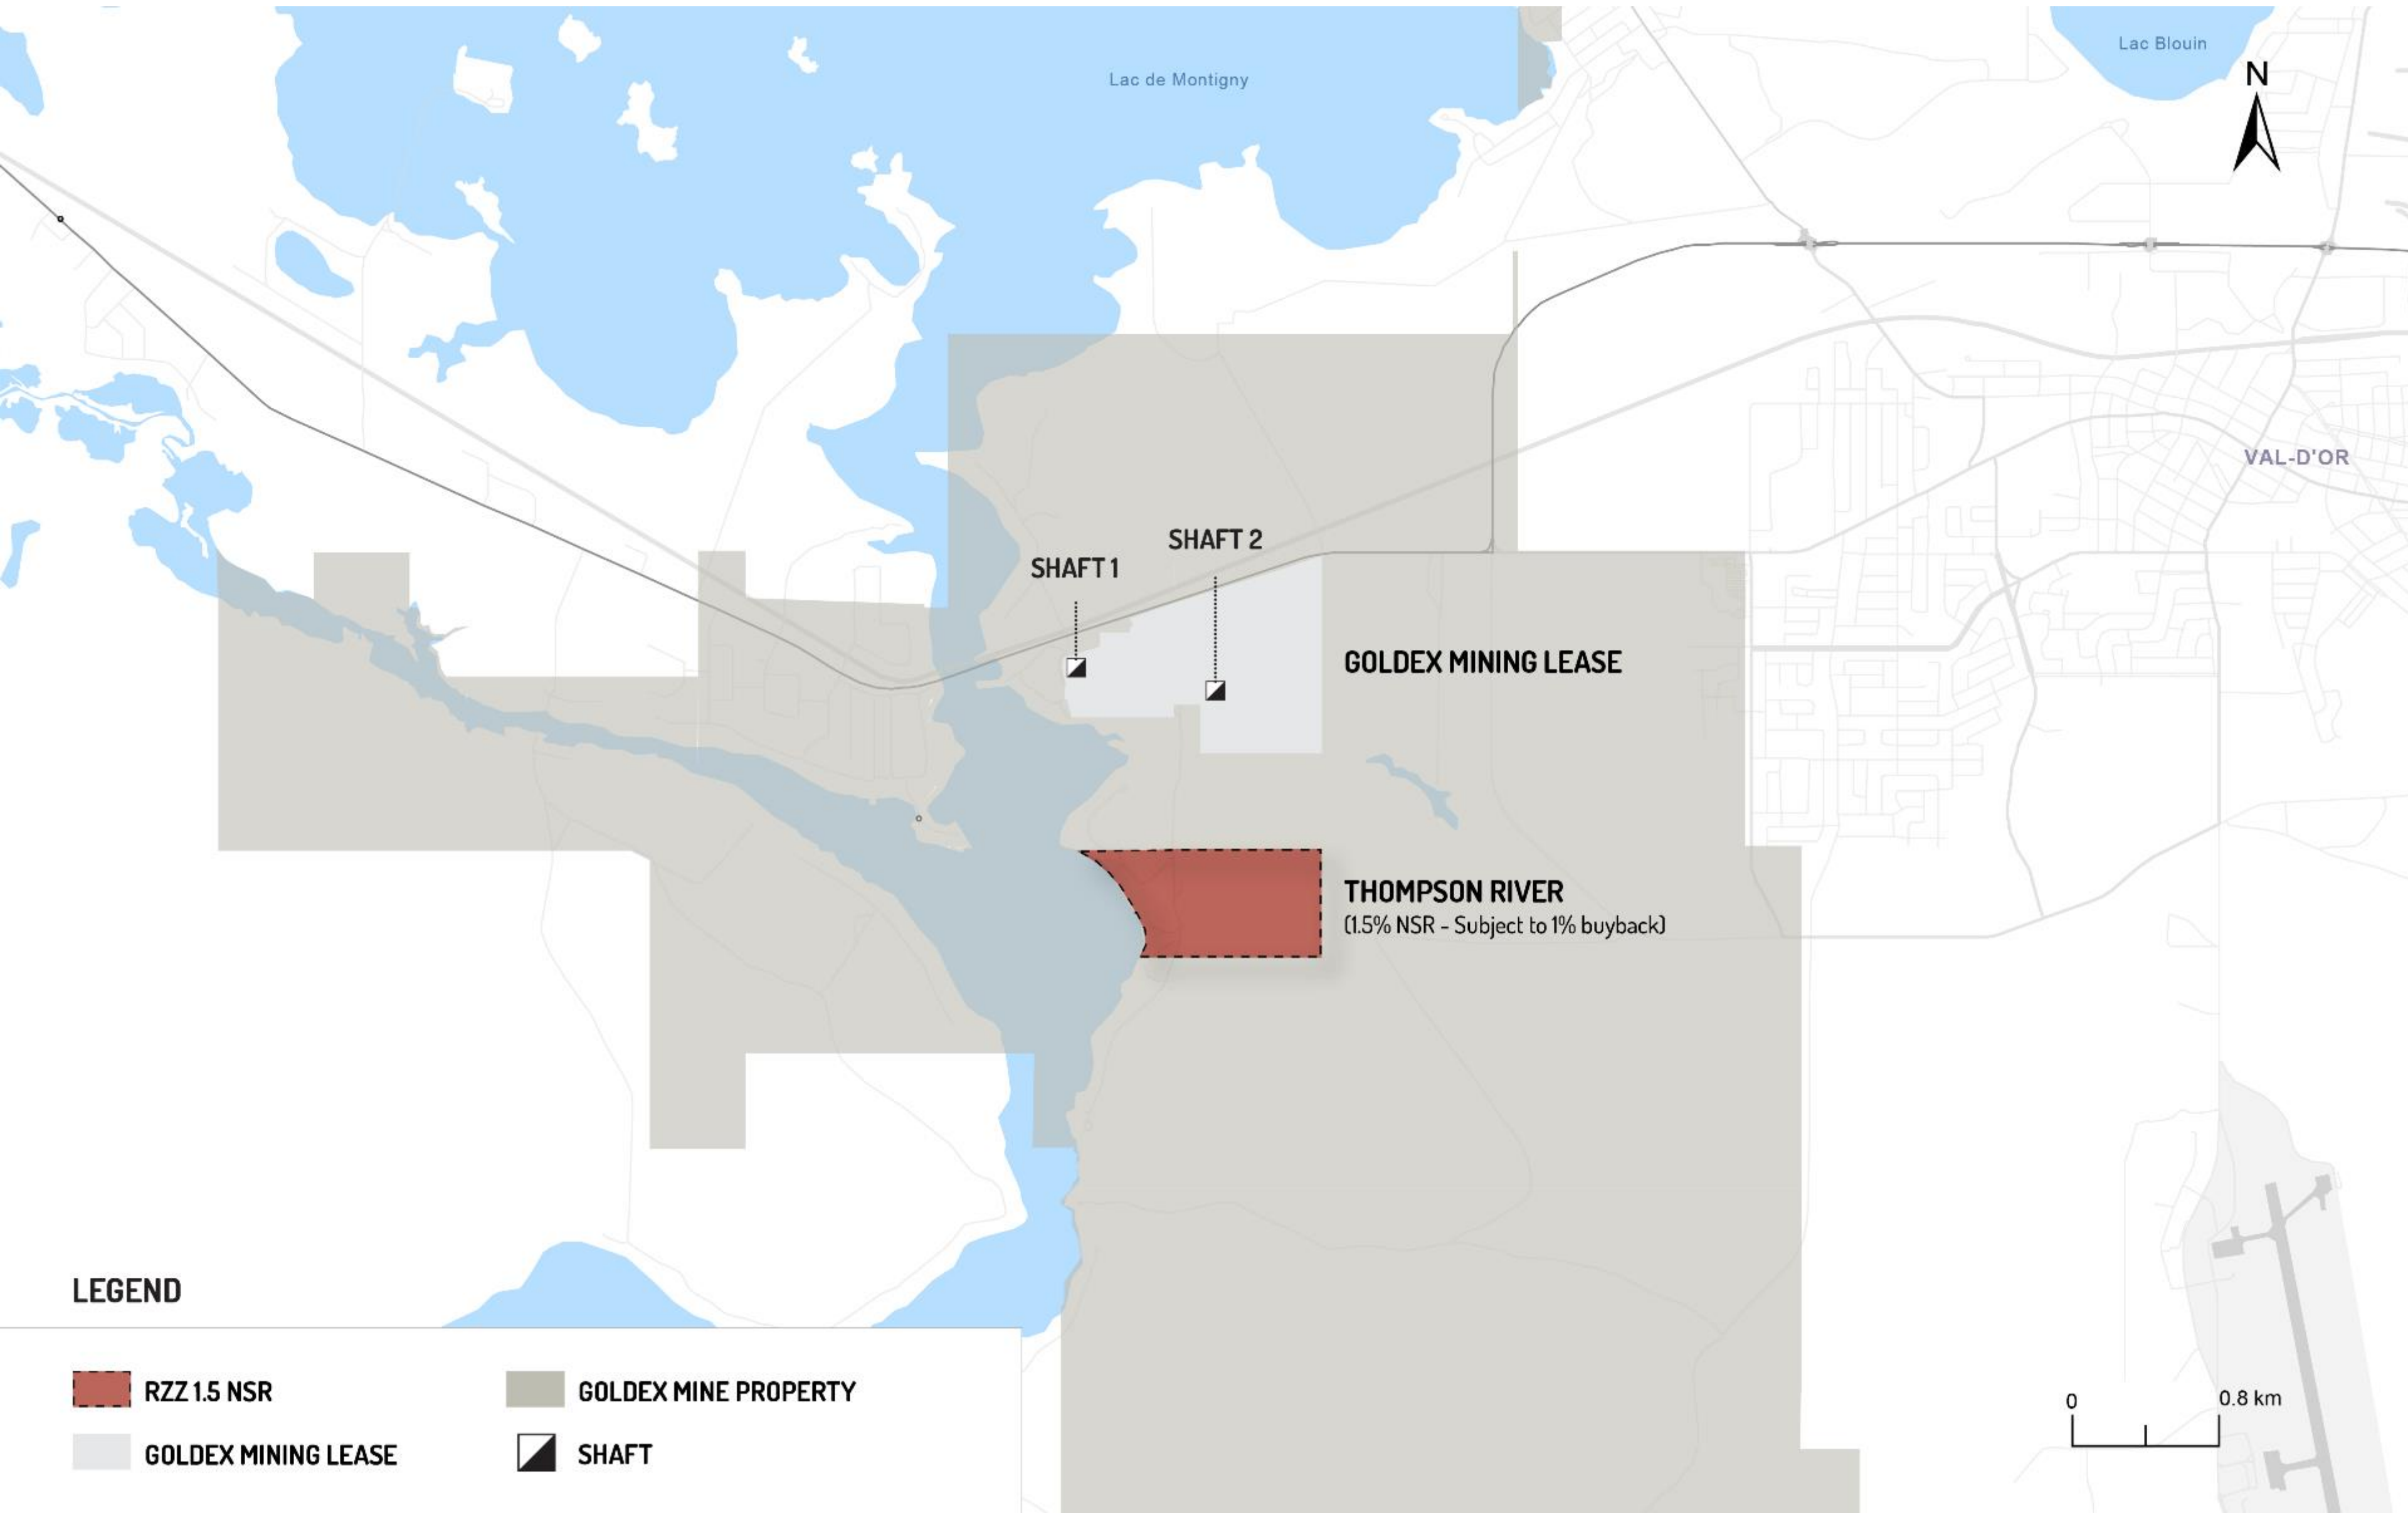 Lac Blouin
N
Lac de Montigny
VAL-D'OR
SHAFT 2
SHAFT 1
GOLDEX MINING LEASE
THOMPSON RIVER
(1.5% NSR - Subject to 1% buyback)
LEGEND
RZZ 1.5 NSR
GOLDEX MINE PROPERTY
GOLDEX MINING LEASE
SHAFT
0 0.8 km